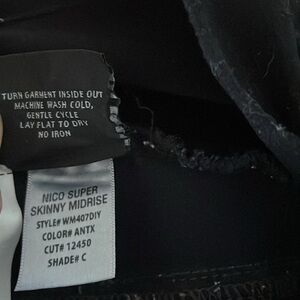 TURN GARMENT INSIDE OUT
MACHINE WASH COLD,
GENTLE CYCLE
LAY FLAT TO DRY
NO IRON
NICO SUPER
SKINNY MIDRISE
STYLE# WM407DIY
COLOR# ANTX
CUT# 12450
SHADE# C